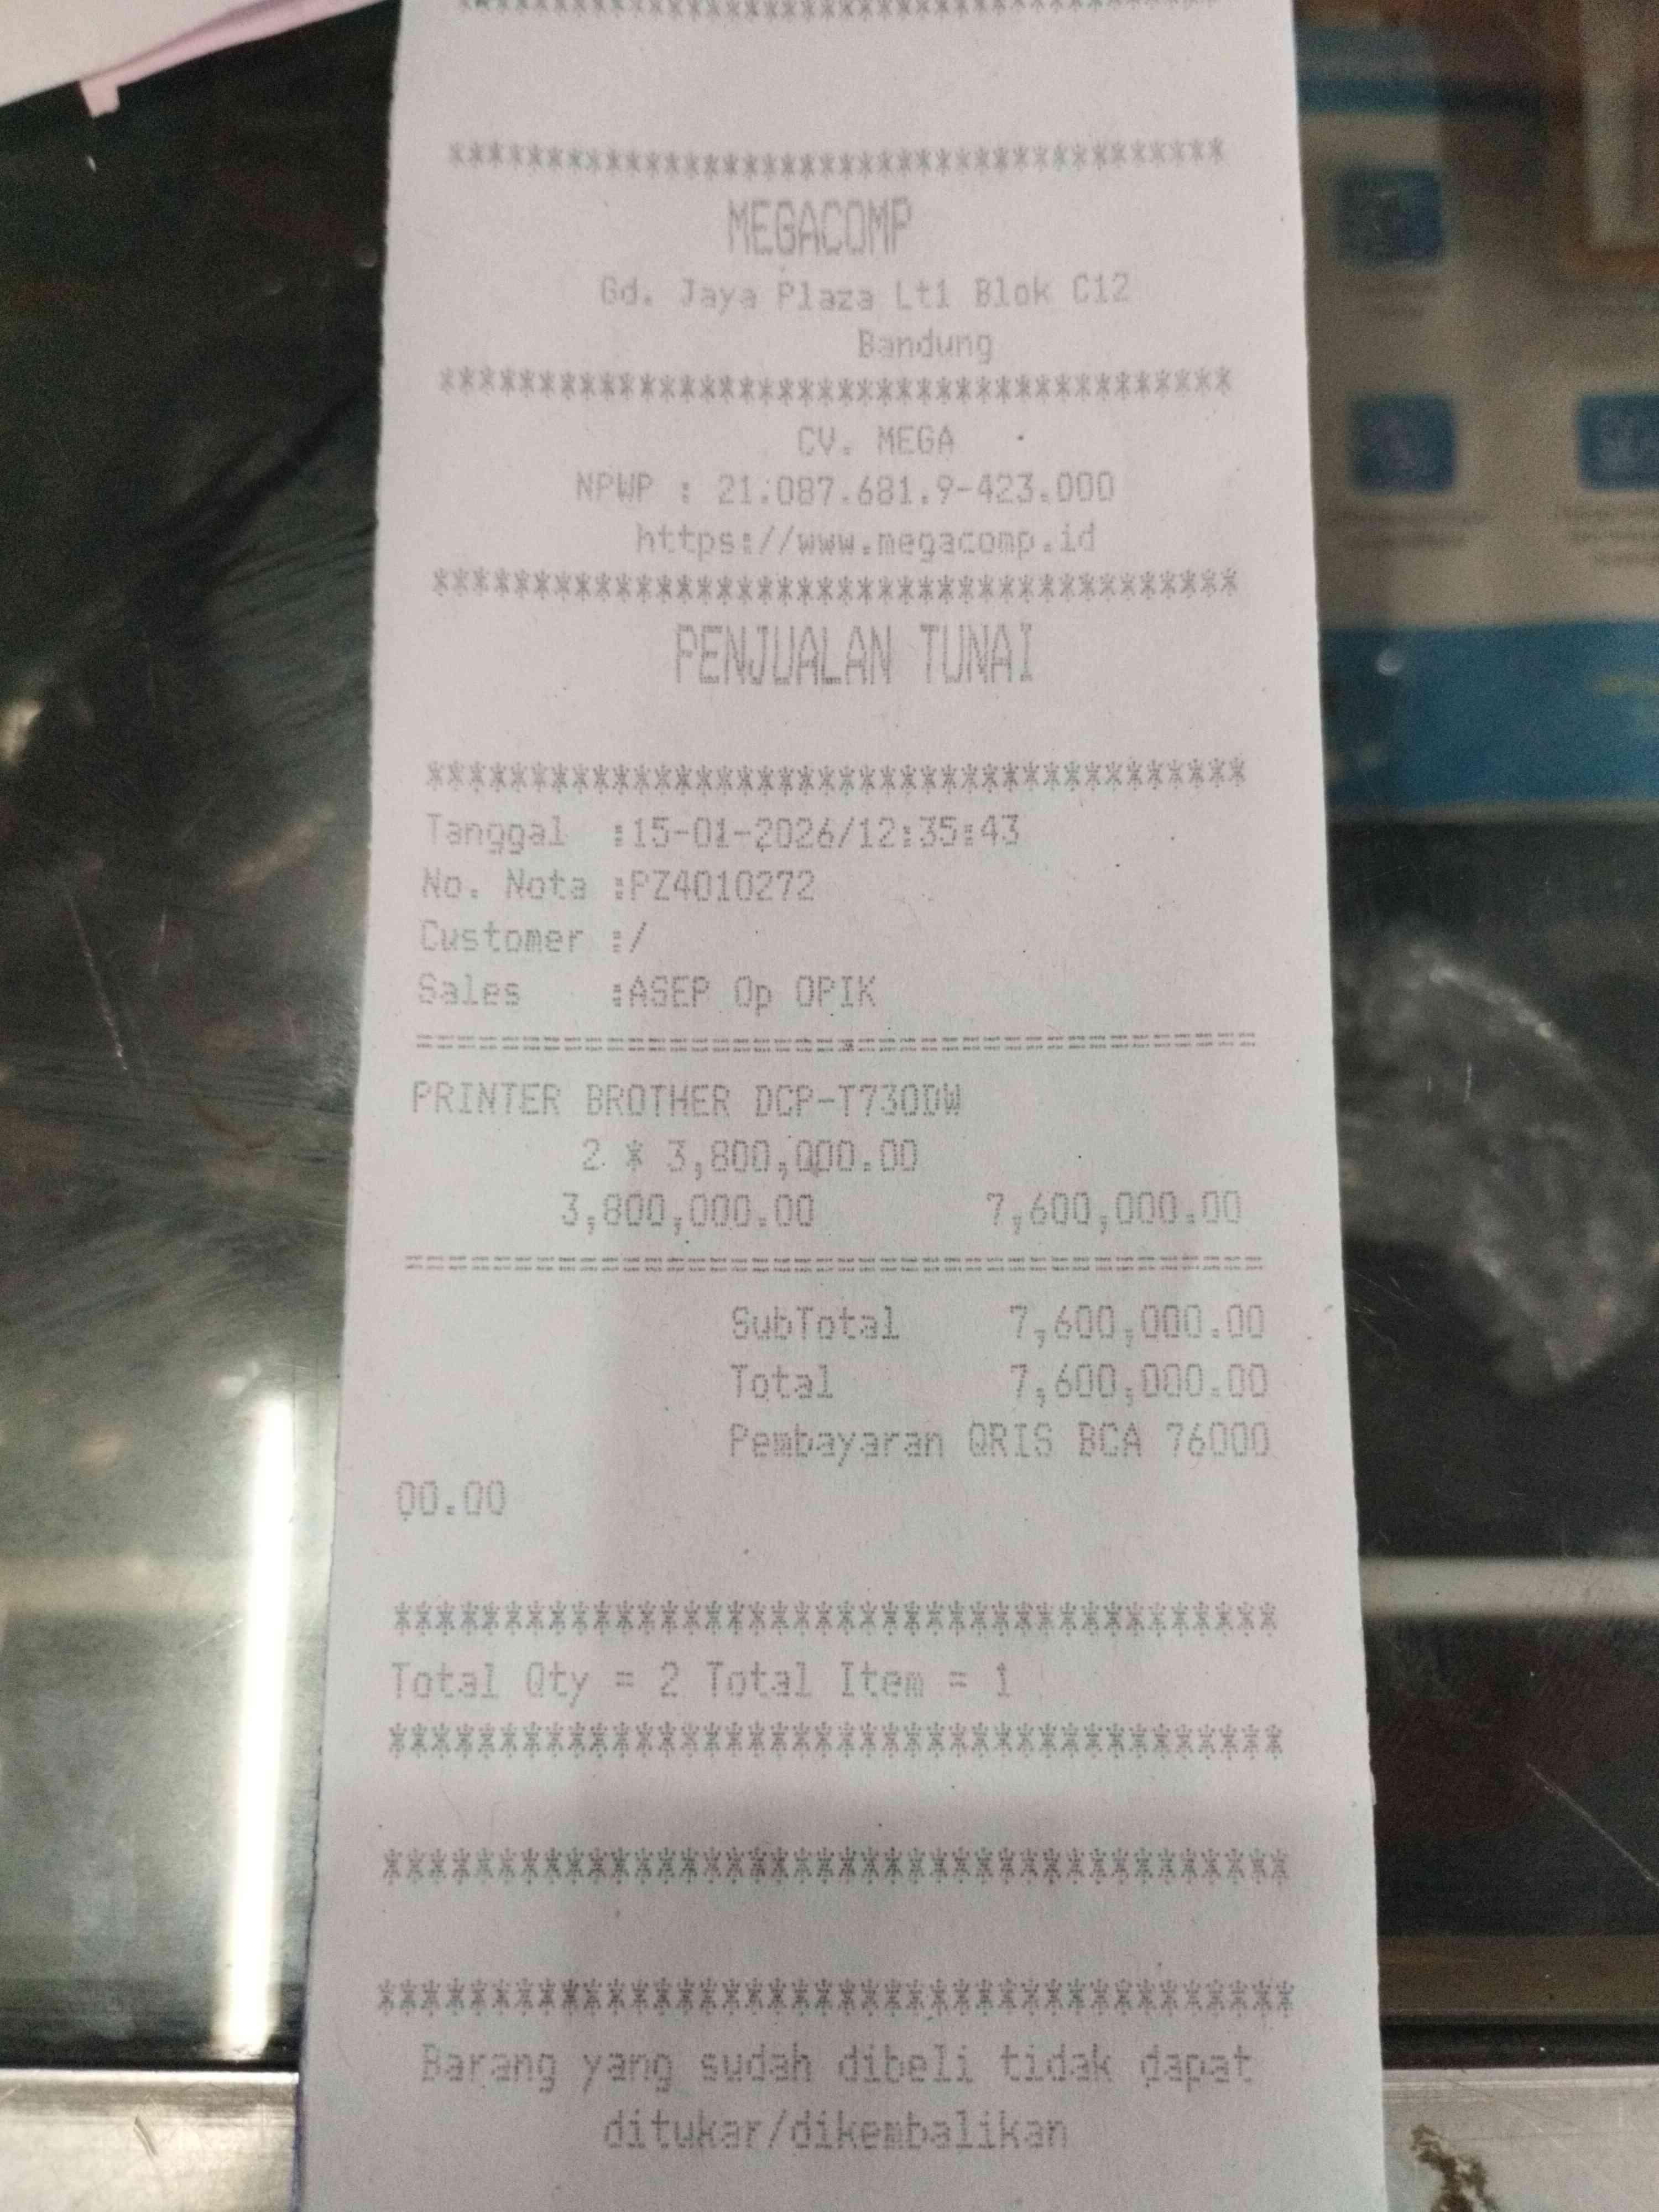 ****************************************
****************************************
MEGACOMP
Gd. Jaya Plaza Lt1 Blok C12
Bandung
****************************************
CV. MEGA
NPWP : 21.087.681.9-423.000
https://www.megacomp.id
****************************************
PENJUALAN TUNAI
****************************************
Tanggal :15-01-2026/12:35:43
No. Nota :PZ4010272
Customer :/
Sales :ASEP Op OPIK
========================================
PRINTER BROTHER DCP-T730DW
2 * 3,800,000.00
3,800,000.00 7,600,000.00
========================================
SubTotal 7,600,000.00
Total 7,600,000.00
Pembayaran QRIS BCA 76000
00.00
****************************************
Total Qty = 2 Total Item = 1
****************************************
****************************************
****************************************
Barang yang sudah dibeli tidak dapat
ditukar/dikembalikan